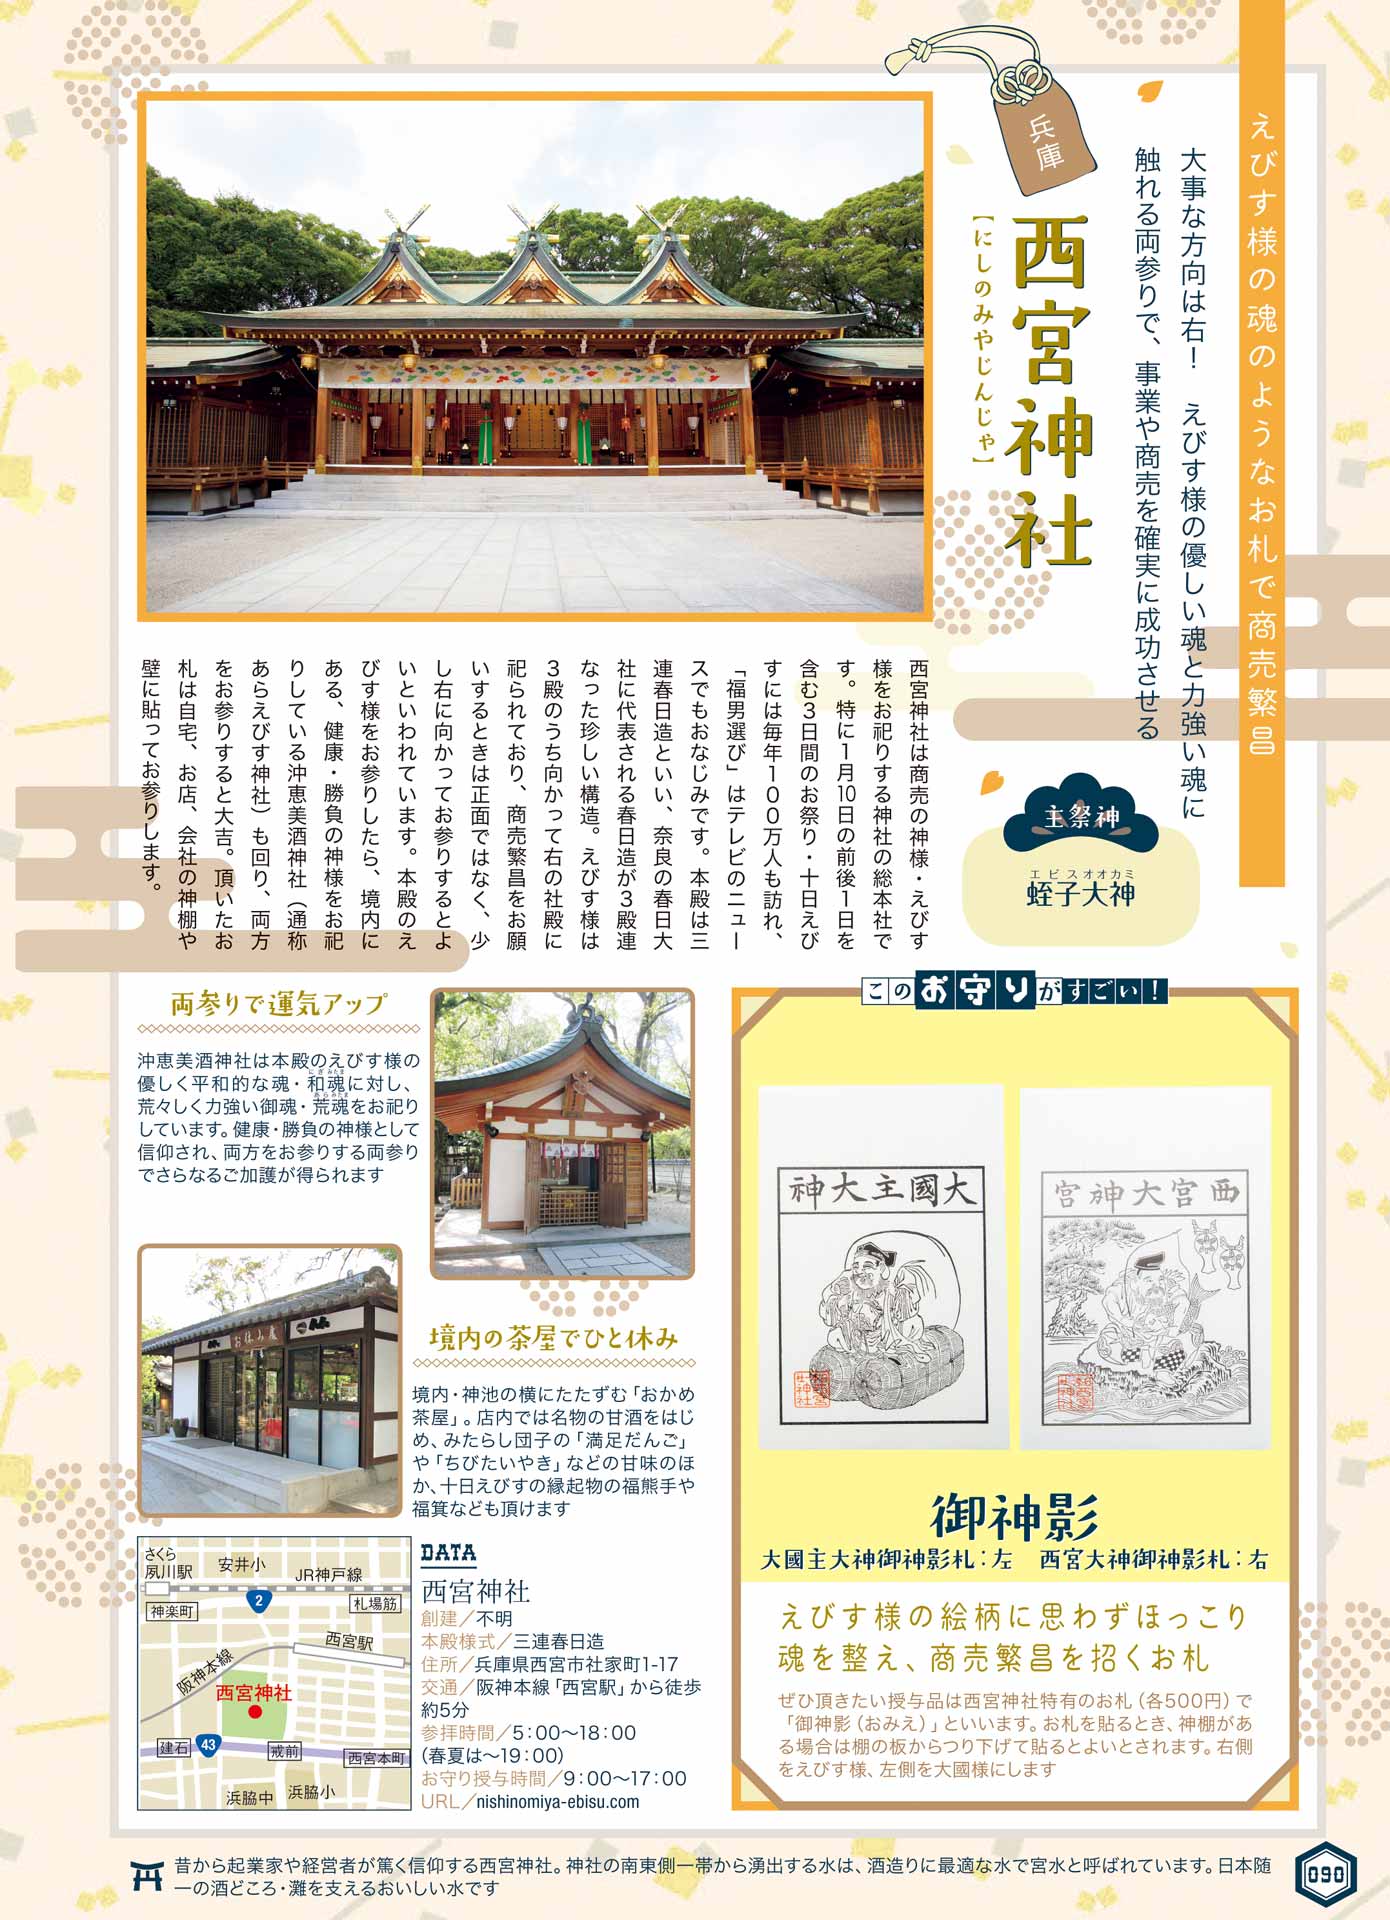 えびす様の魂のようなお札で商売繁昌
大事な方向は右！　えびす様の優しい魂と力強い魂に
触れる両参りで、事業や商売を確実に成功させる
兵庫
西宮神社
【にしのみやじんじゃ】
主祭神
エビスオオカミ
蛭子大神
西宮神社は商売の神様・えびす
様をお祀りする神社の総本社で
す。特に1月10日の前後1日を
含む3日間のお祭り・十日えび
すには毎年100万人も訪れ、
「福男選び」はテレビのニュー
スでもおなじみです。本殿は三
連春日造といい、奈良の春日大
社に代表される春日造が3殿連
なった珍しい構造。えびす様は
3殿のうち向かって右の社殿に
祀られており、商売繁昌をお願
いするときは正面ではなく、少
し右に向かってお参りするとよ
いといわれています。本殿のえ
びす様をお参りしたら、境内に
ある、健康・勝負の神様をお祀
りしている沖恵美酒神社（通称
あらえびす神社）も回り、両方
をお参りすると大吉。頂いたお
札は自宅、お店、会社の神棚や
壁に貼ってお参りします。
両参りで運気アップ
沖恵美酒神社は本殿のえびす様の
優しく平和的な魂・和魂に対し、
にぎみたま
荒々しく力強い御魂・荒魂をお祀り
あらみたま
しています。健康・勝負の神様として
信仰され、両方をお参りする両参り
でさらなるご加護が得られます
お休み處
境内の茶屋でひと休み
境内・神池の横にたたずむ「おかめ
茶屋」。店内では名物の甘酒をはじ
め、みたらし団子の「満足だんご」
や「ちびたいやき」などの甘味のほ
か、十日えびすの縁起物の福熊手や
福箕なども頂けます
さくら
夙川駅
安井小
JR神戸線
2
神楽町
札場筋
西宮駅
阪神本線
西宮神社
建石
43
戎前
西宮本町
浜脇中
浜脇小
DATA
西宮神社
創建／不明
本殿様式／三連春日造
住所／兵庫県西宮市社家町1-17
交通／阪神本線「西宮駅」から徒歩
約5分
参拝時間／5：00〜18：00
（春夏は〜19：00）
お守り授与時間／9：00〜17：00
URL／nishinomiya-ebisu.com
このお守りがすごい！
神大主國大
宮神大宮西
御神影
大國主大神御神影札：左　西宮大神御神影札：右
えびす様の絵柄に思わずほっこり
魂を整え、商売繁昌を招くお札
ぜひ頂きたい授与品は西宮神社特有のお札（各500円）で
「御神影（おみえ）」といいます。お札を貼るとき、神棚があ
る場合は棚の板からつり下げて貼るとよいとされます。右側
をえびす様、左側を大國様にします
昔から起業家や経営者が篤く信仰する西宮神社。神社の南東側一帯から湧出する水は、酒造りに最適な水で宮水と呼ばれています。日本随
一の酒どころ・灘を支えるおいしい水です
090